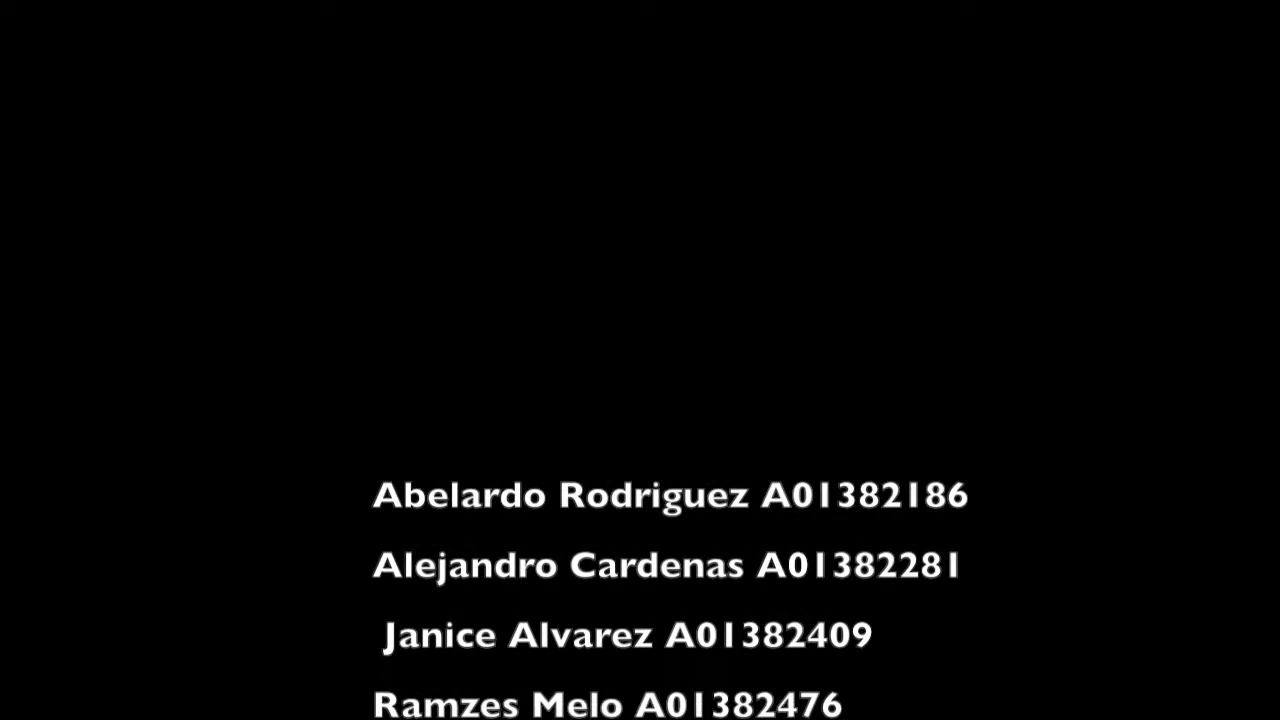 Abelardo Rodriguez A01382186
Alejandro Cardenas A01382281
Janice Alvarez A01382409
Ramzes Melo A01382476